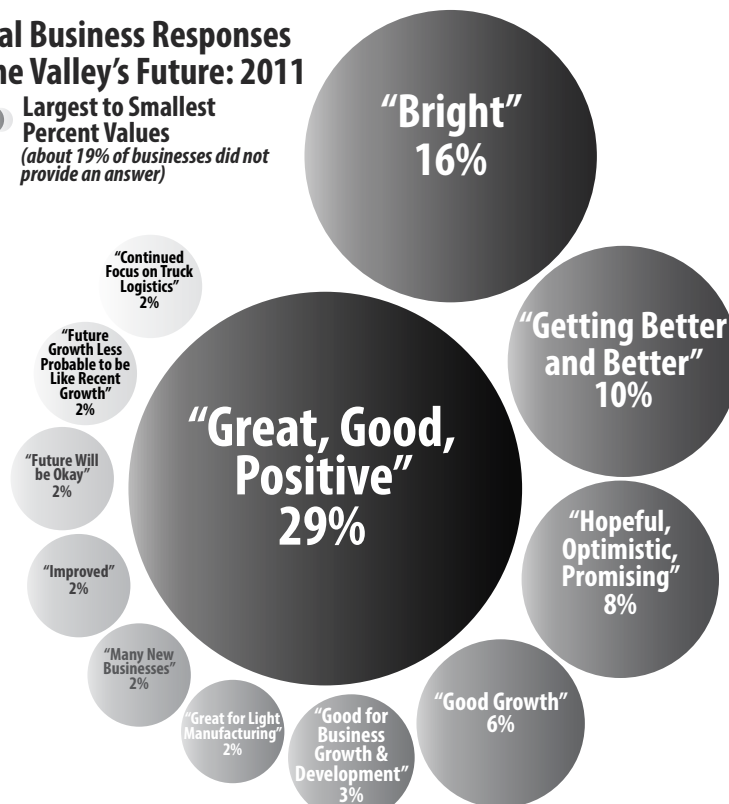 al Business Responses
ne Valley's Future: 2011
Largest to Smallest
Percent Values
(about 19% of businesses did not
provide an answer)
"Bright"
16%
"Getting Better
and Better"
10%
"Hopeful,
Optimistic,
Promising"
8%
"Good Growth"
6%
"Good for
Business
Growth &
Development"
3%
"Great for Light
Manufacturing"
2%
"Many New
Businesses"
2%
"Improved"
2%
"Future Will
be Okay"
2%
"Future
Growth Less
Probable to be
Like Recent
Growth"
2%
"Continued
Focus on Truck
Logistics"
2%
"Great, Good,
Positive"
29%